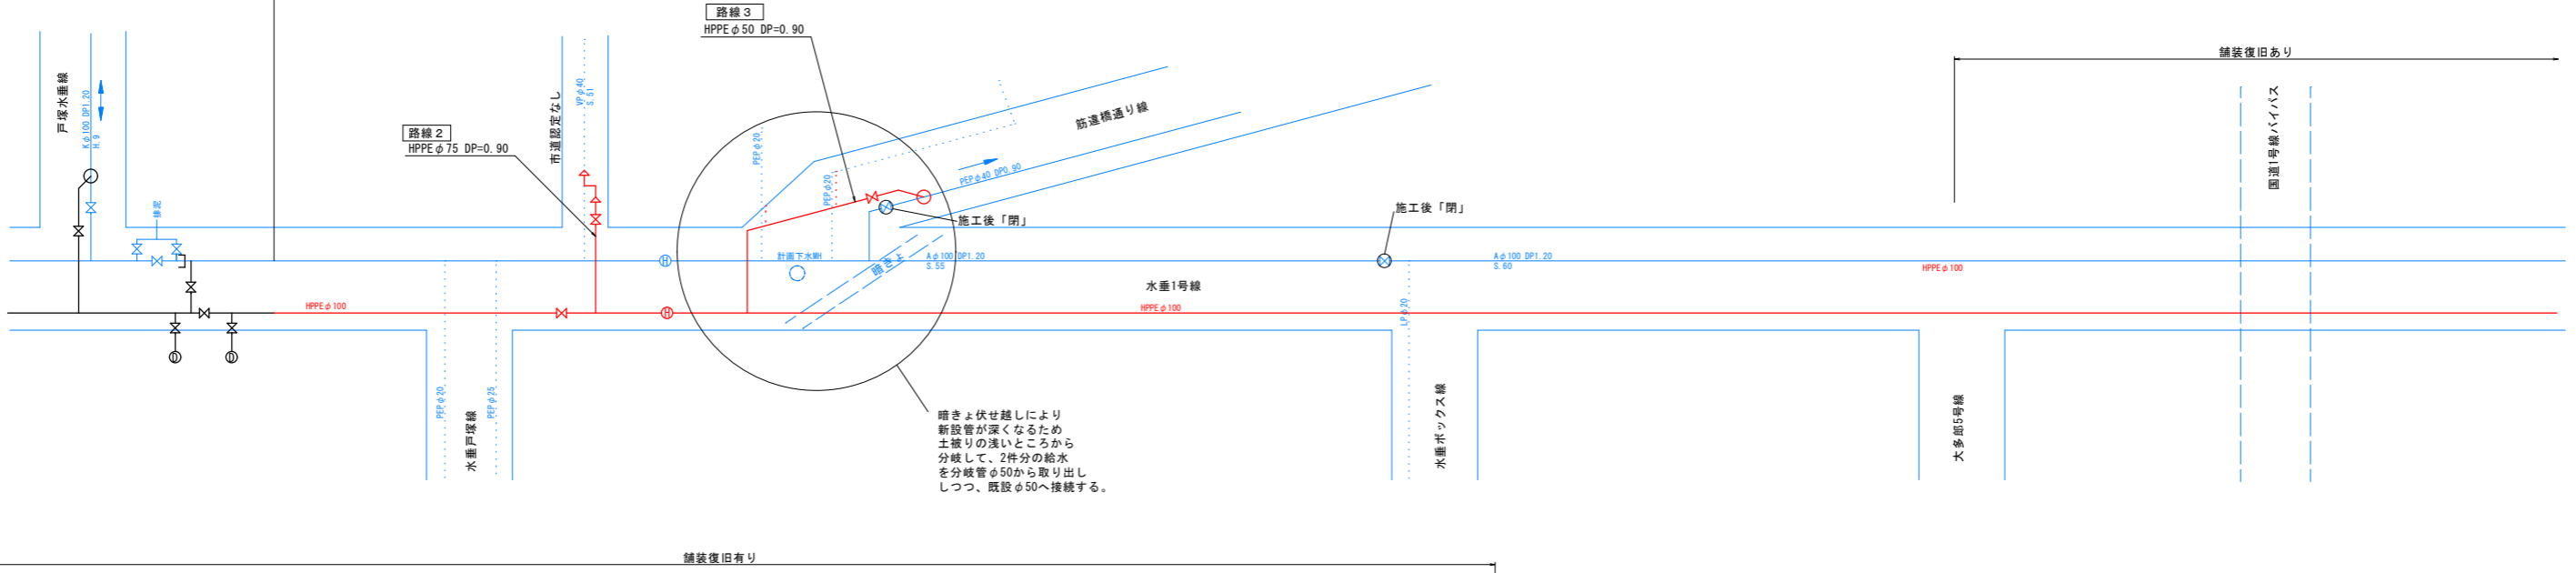 路線3
HPPEφ50 DP=0.90
舗装復旧あり
戸塚水垂線
Kφ100 DP1.20
H.9
市道認定なし
VPφ40
S.51
国道1号線バイパス
筋違橋通り線
路線2
HPPEφ75 DP=0.90
PEPφ20
PEPφ20
PEPφ40 DP0.90
排泥
施工後「閉」
施工後「閉」
計画下水MH
暗きょ
Aφ100 DP1.20
S.55
Aφ100 DP1.20
S.60
HPPEφ100
H
水垂1号線
HPPEφ100
H
HPPEφ100
LPφ20
D
D
PEPφ20
水垂戸塚線
PEPφ25
水垂ボックス線
大多郎5号線
暗きょ伏せ越しにより
新設管が深くなるため
土被りの浅いところから
分岐して、2件分の給水
を分岐管φ50から取り出し
しつつ、既設φ50へ接続する。
舗装復旧有り